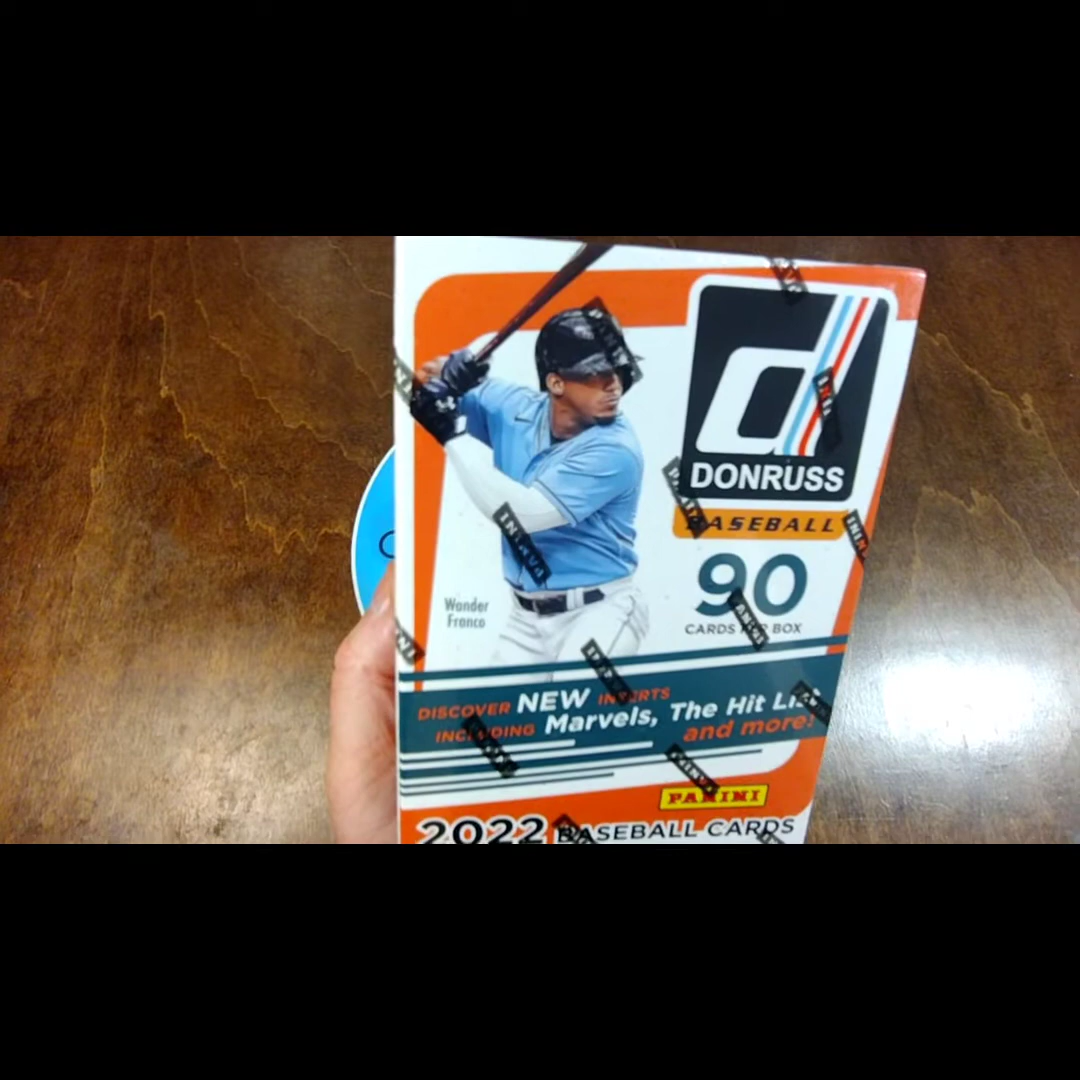 DONRUSS
BASEBALL
90
CARDS PER BOX
Wander
Franco
DISCOVER NEW INSERTS
INCLUDING Marvels, The Hit List
and more!
PANINI
2022 BASEBALL CARDS
PANINI